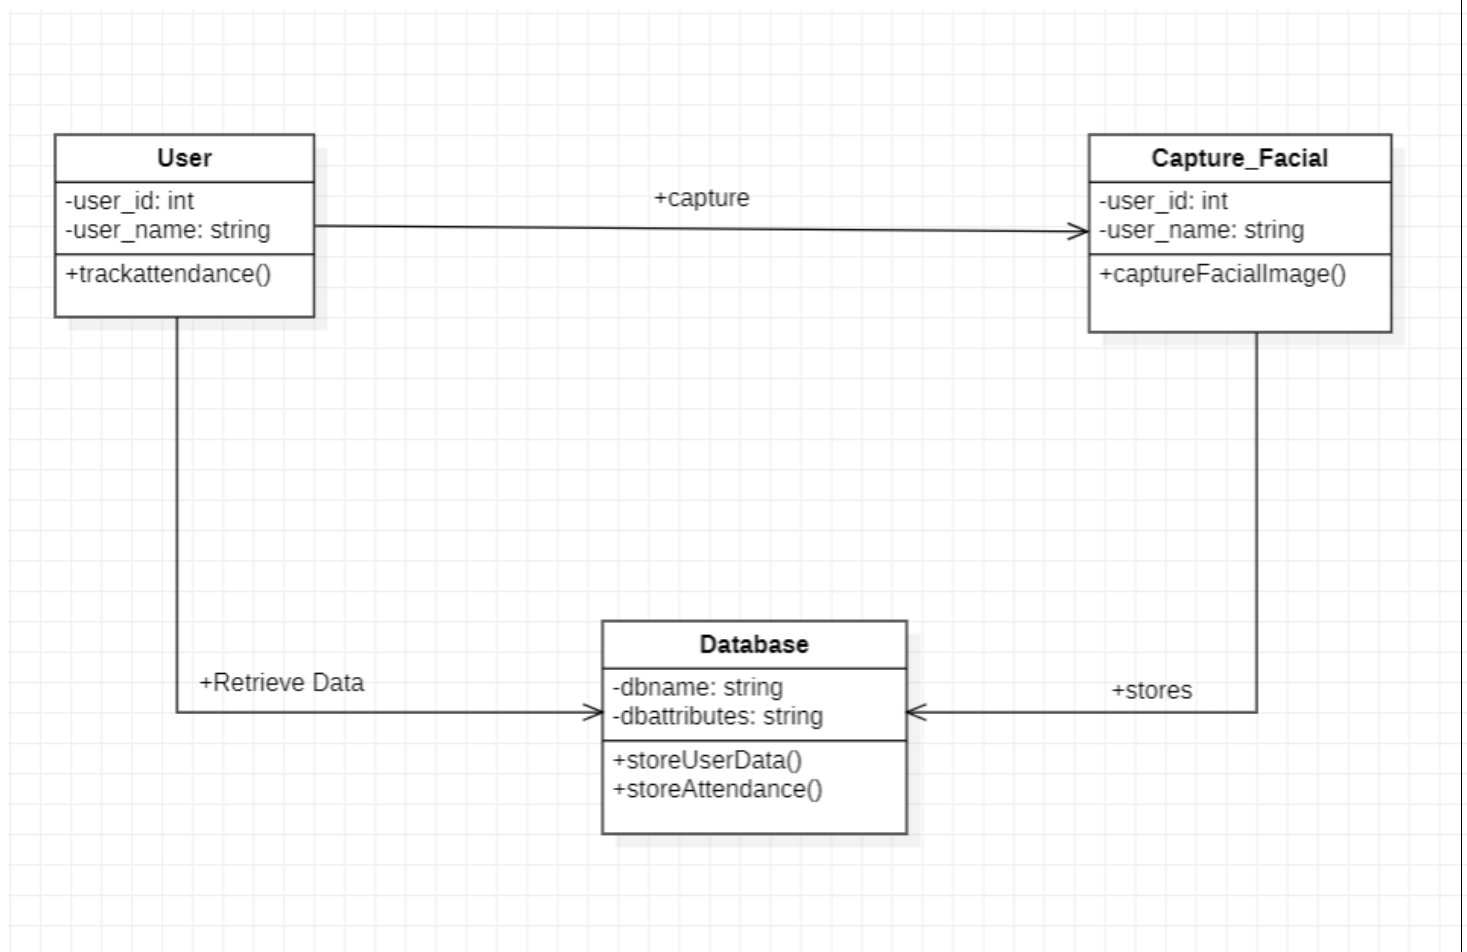 User
-user_id: int
-user_name: string
+trackattendance()
+capture
Capture_Facial
-user_id: int
-user_name: string
+captureFacialImage()
+Retrieve Data
Database
-dbname: string
-dbattributes: string
+storeUserData()
+storeAttendance()
+stores